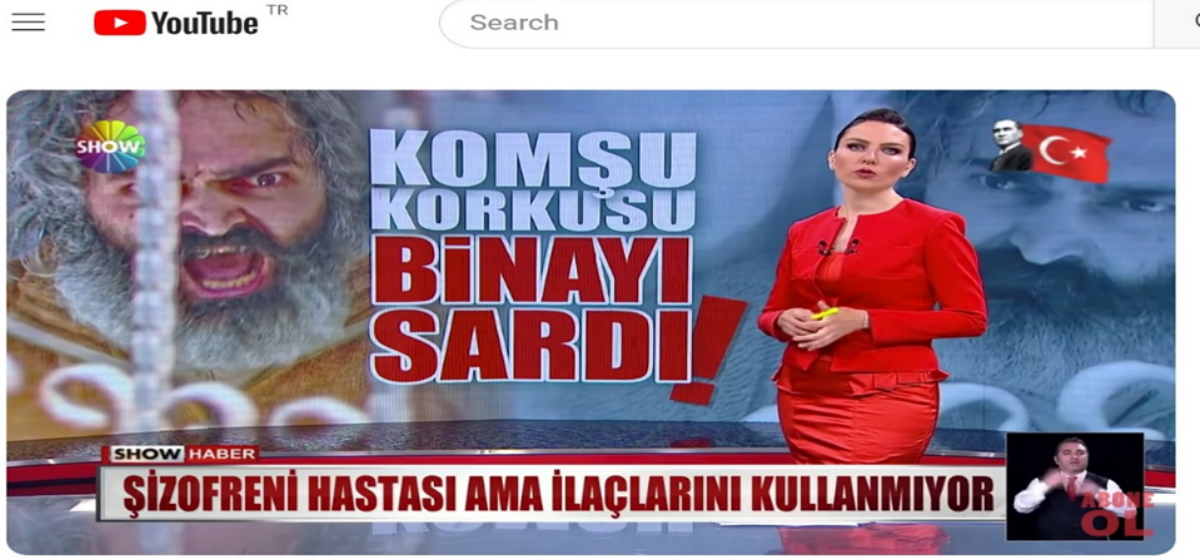 YouTube TR
Search
SHOW
KOMŞU
KORKUSU
BİNAYI
SARDI!
SHOW HABER
ŞİZOFRENİ HASTASI AMA İLAÇLARINI KULLANMIYOR
ABONE
OL